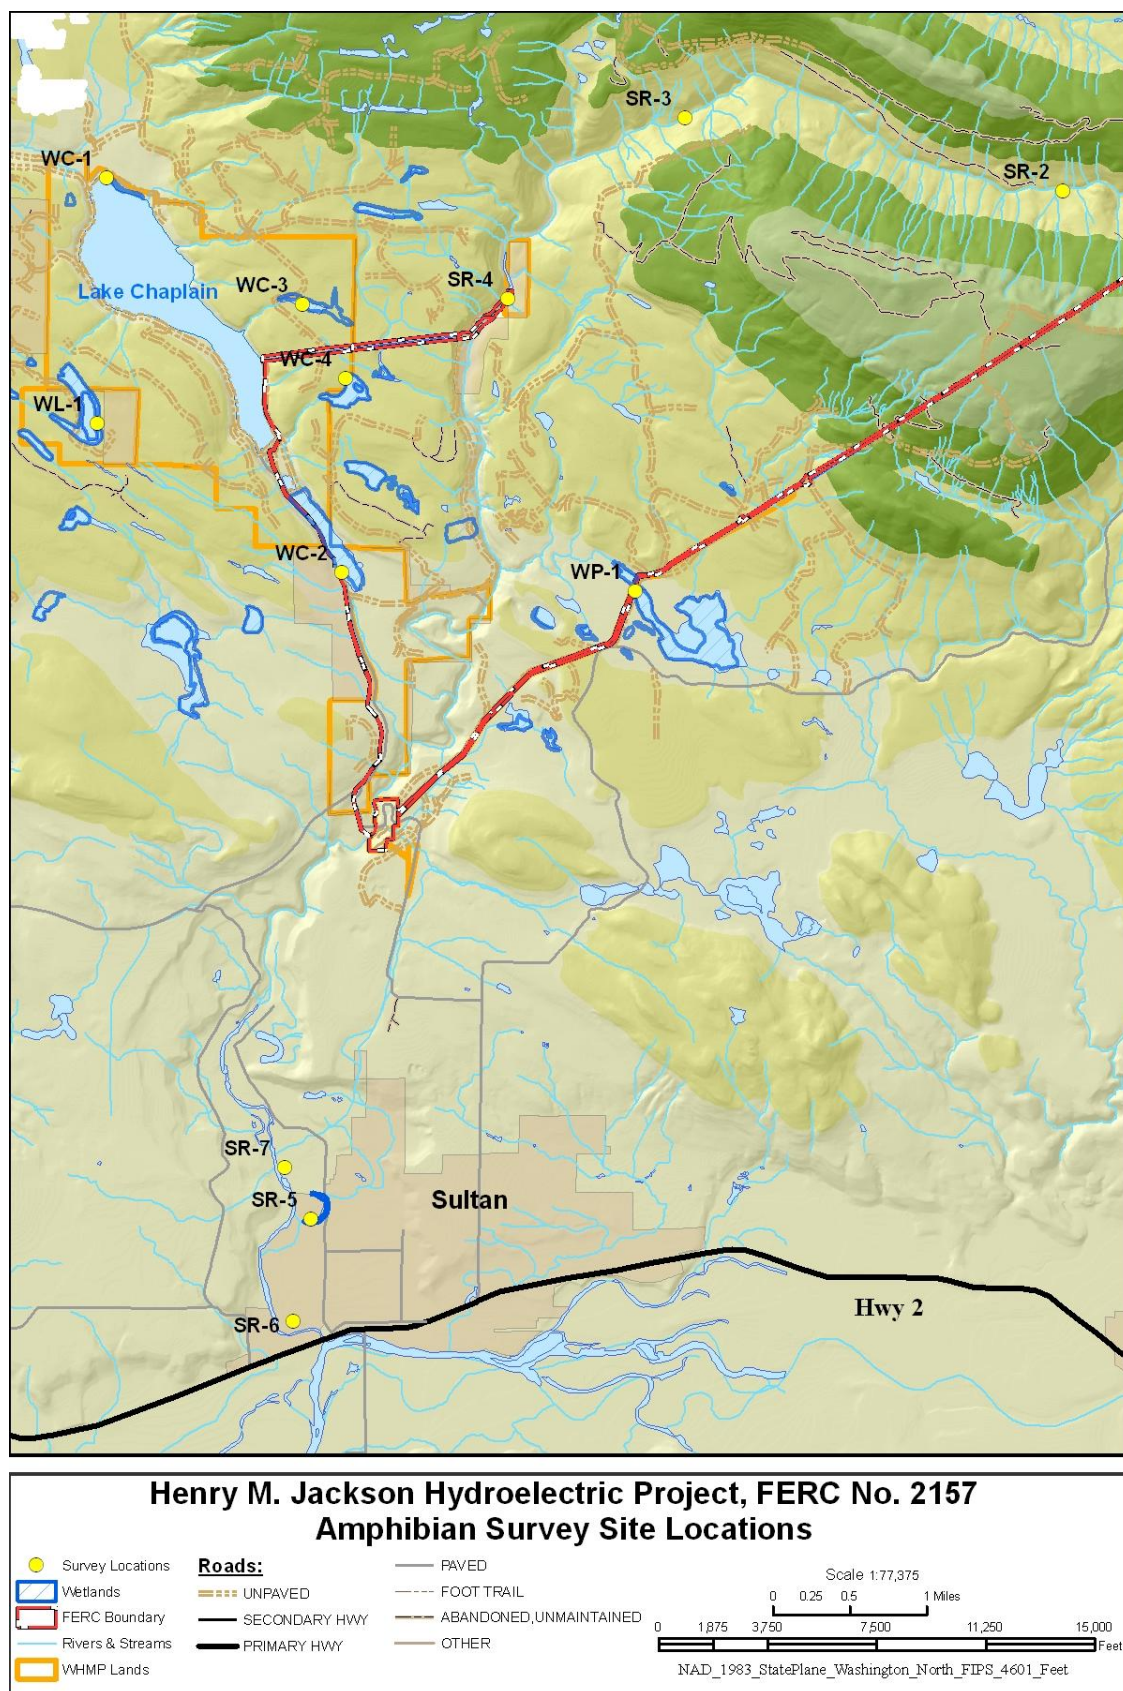 SR-3
WC-1
SR-2
Lake Chaplain
WC-3
SR-4
WC-4
WL-1
WC-2
WP-1
SR-7
SR-5
Sultan
SR-6
Hwy 2
Henry M. Jackson Hydroelectric Project, FERC No. 2157
Amphibian Survey Site Locations
Survey Locations
Wetlands
FERC Boundary
Rivers & Streams
WHMP Lands
Roads:
UNPAVED
SECONDARY HWY
PRIMARY HWY
PAVED
FOOT TRAIL
ABANDONED,UNMAINTAINED
OTHER
Scale 1:77,375
0 0.25 0.5 1 Miles
0 1,875 3,750 7,500 11,250 15,000
Feet
NAD_1983_StatePlane_Washington_North_FIPS_4601_Feet